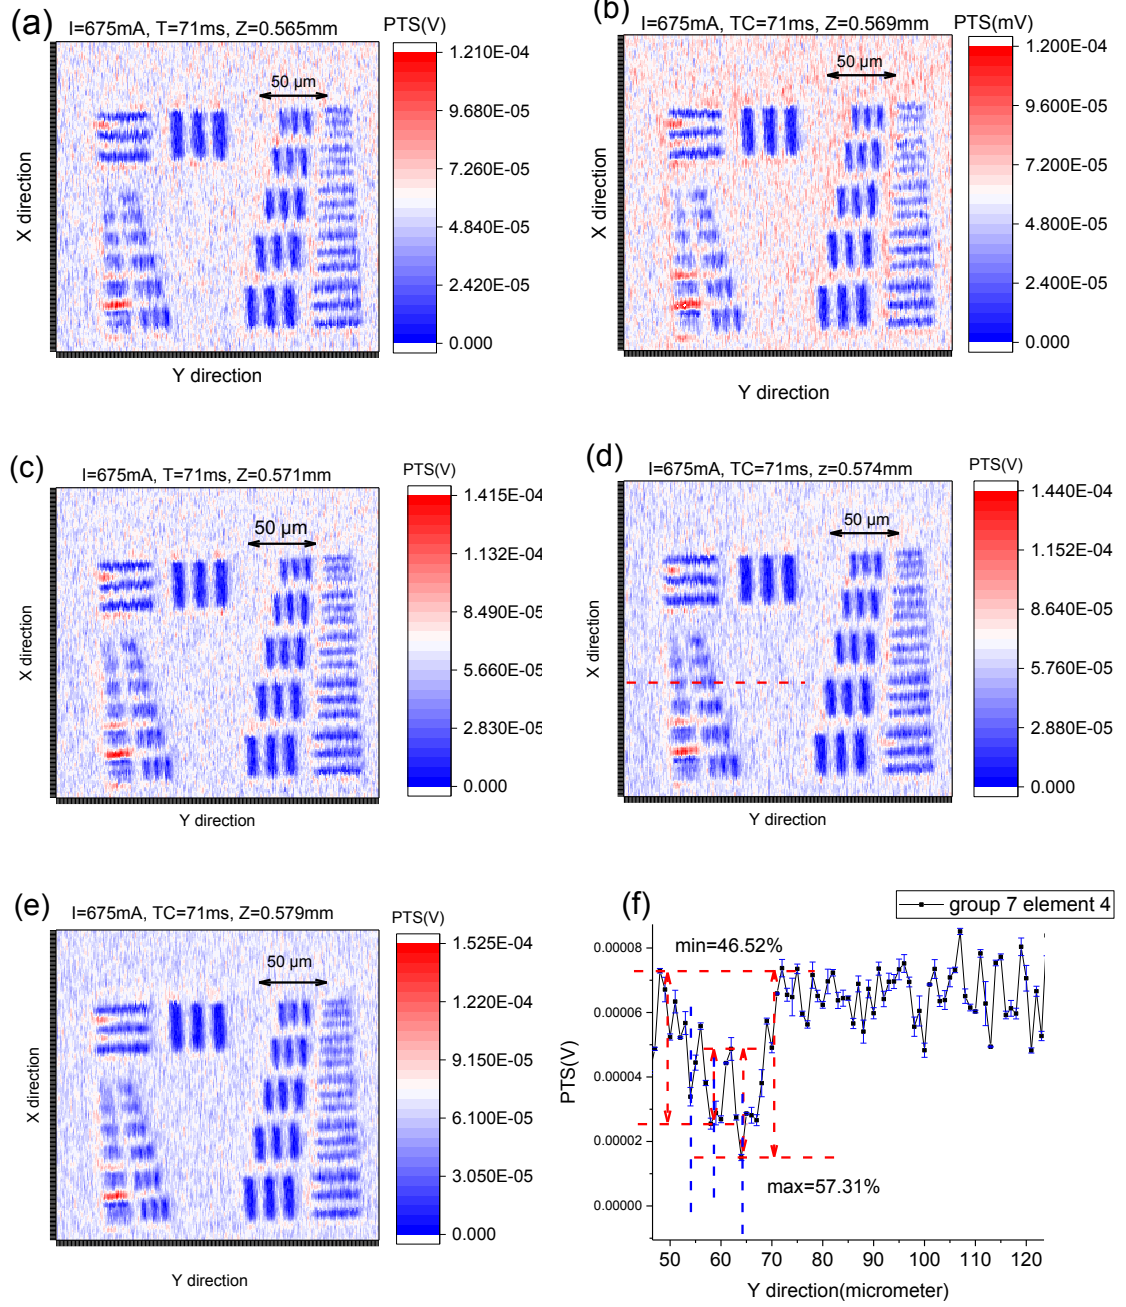 (a)
I=675mA, T=71ms, Z=0.565mm
PTS(V)
50 µm
1.210E-04
9.680E-05
7.260E-05
4.840E-05
2.420E-05
0.000
X direction
Y direction
(b)
I=675mA, TC=71ms, Z=0.569mm
PTS(mV)
50 µm
1.200E-04
9.600E-05
7.200E-05
4.800E-05
2.400E-05
0.000
X direction
Y direction
(c)
I=675mA, T=71ms, Z=0.571mm
PTS(V)
50 µm
1.415E-04
1.132E-04
8.490E-05
5.660E-05
2.830E-05
0.000
X direction
Y direction
(d)
I=675mA, TC=71ms, z=0.574mm
PTS(V)
50 µm
1.440E-04
1.152E-04
8.640E-05
5.760E-05
2.880E-05
0.000
X direction
Y direction
(e)
I=675mA, TC=71ms, Z=0.579mm
PTS(V)
50 µm
1.525E-04
1.220E-04
9.150E-05
6.100E-05
3.050E-05
0.000
X direction
Y direction
(f)
group 7 element 4
min=46.52%
max=57.31%
0.00008
0.00006
0.00004
0.00002
0.00000
PTS(V)
50 60 70 80 90 100 110 120
Y direction(micrometer)